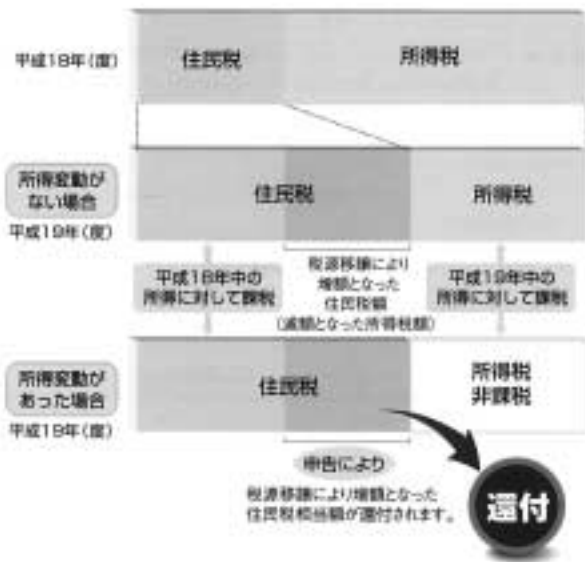 平成18年(度)
住民税
所得税
所得変動が
ない場合
平成19年(度)
住民税
所得税
平成18年中の
所得に対して課税
税源移譲により
増額となった
住民税額
(減額となった所得税額)
平成19年中の
所得に対して課税
所得変動が
あった場合
平成19年(度)
住民税
所得税
非課税
申告により
税源移譲により増額となった
住民税相当額が還付されます。
還付